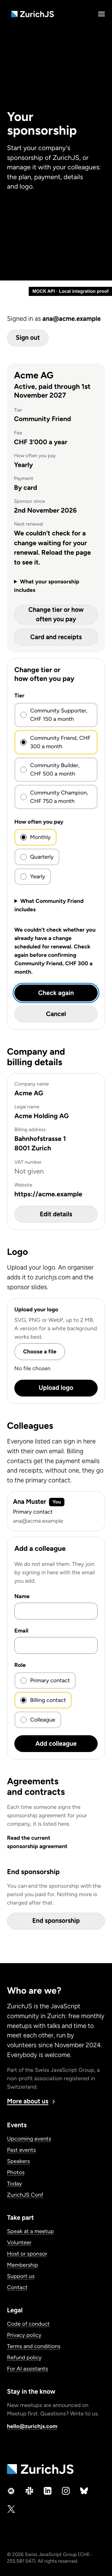 ZurichJS
Your
sponsorship
Start your company's
sponsorship of ZurichJS, or
manage it with your colleagues:
the plan, payment, details
and logo.
MOCK API · Local integration proof
Signed in as ana@acme.example
Sign out
Acme AG
Active, paid through 1st
November 2027
Tier
Community Friend
Fee
CHF 3'000 a year
How often you pay
Yearly
Payment
By card
Sponsor since
2nd November 2026
Next renewal
We couldn't check for a
change waiting for your
renewal. Reload the page
to see it.
What your sponsorship
includes
Change tier or how
often you pay
Card and receipts
Change tier or
how often you pay
Tier
Community Supporter,
CHF 150 a month
Community Friend, CHF
300 a month
Community Builder,
CHF 500 a month
Community Champion,
CHF 750 a month
How often you pay
Monthly
Quarterly
Yearly
What Community Friend
includes
We couldn't check whether you
already have a change
scheduled for renewal. Check
again before confirming
Community Friend, CHF 300 a
month.
Check again
Cancel
Company and
billing details
Company name
Acme AG
Legal name
Acme Holding AG
Billing address
Bahnhofstrasse 1
8001 Zurich
VAT number
Not given
Website
https://acme.example
Edit details
Logo
Upload your logo. An organiser
adds it to zurichjs.com and the
sponsor slides.
Upload your logo
SVG, PNG or WebP, up to 2 MB.
A version for a white background
works best.
Choose a file
No file chosen
Upload logo
Colleagues
Everyone listed can sign in here
with their own email. Billing
contacts get the payment emails
and receipts; without one, they go
to the primary contact.
Ana Muster You
Primary contact
ana@acme.example
Add a colleague
We do not email them. They join
by signing in here with the email
you add.
Name
Email
Role
Primary contact
Billing contact
Colleague
Add colleague
Agreements
and contracts
Each time someone signs the
sponsorship agreement for your
company, it is listed here.
Read the current
sponsorship agreement
End sponsorship
You can end the sponsorship within the
period you paid for. Nothing more is
charged after that.
End sponsorship
Who are we?
ZurichJS is the JavaScript
community in Zurich: free monthly
meetups with talks and time to
meet each other, run by
volunteers since November 2024.
Everybody is welcome.
Part of the Swiss JavaScript Group, a
non-profit association registered in
Switzerland.
More about us
Events
Upcoming events
Past events
Speakers
Photos
Today
ZurichJS Conf
Take part
Speak at a meetup
Volunteer
Host or sponsor
Membership
Support us
Contact
Legal
Code of conduct
Privacy policy
Terms and conditions
Refund policy
For AI assistants
Stay in the know
New meetups are announced on
Meetup first. Questions? Write to us.
hello@zurichjs.com
ZurichJS
© 2026 Swiss JavaScript Group (CHE-
255.581.547). All rights reserved.